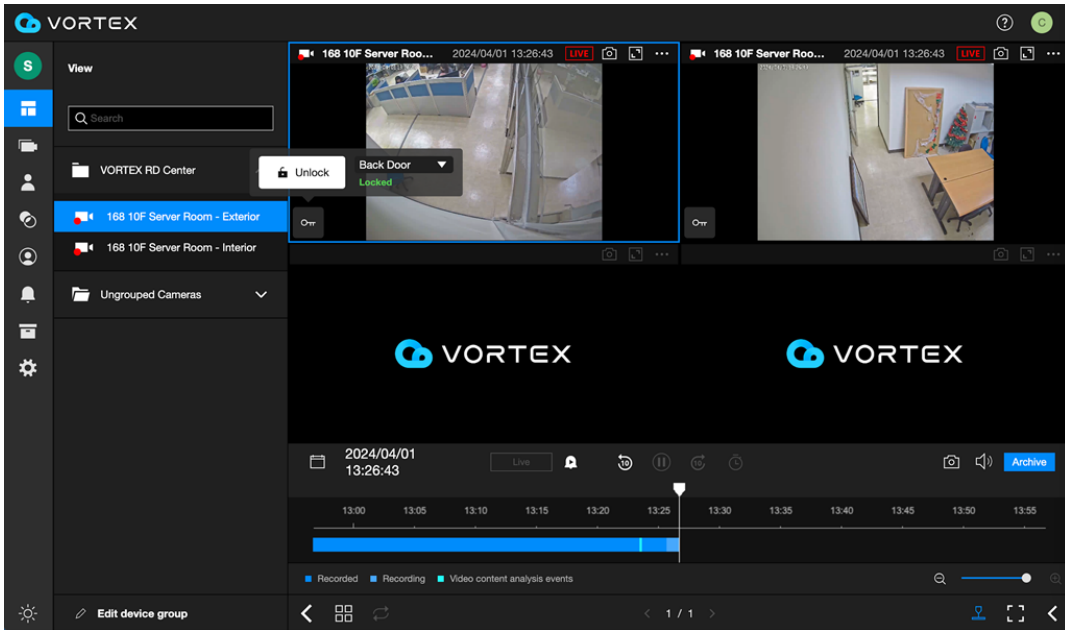 VORTEX
?
C
S
View
Search
VORTEX RD Center
168 10F Server Room - Exterior
168 10F Server Room - Interior
Ungrouped Cameras
Edit device group
168 10F Server Roo... 2024/04/01 13:26:43 LIVE
168 10F Server Roo... 2024/04/01 13:26:43 LIVE
Unlock
Back Door
Locked
VORTEX
VORTEX
2024/04/01
13:26:43
Live
10
10
Archive
13:00 13:05 13:10 13:15 13:20 13:25 13:30 13:35 13:40 13:45 13:50 13:55
Recorded Recording Video content analysis events
1 / 1